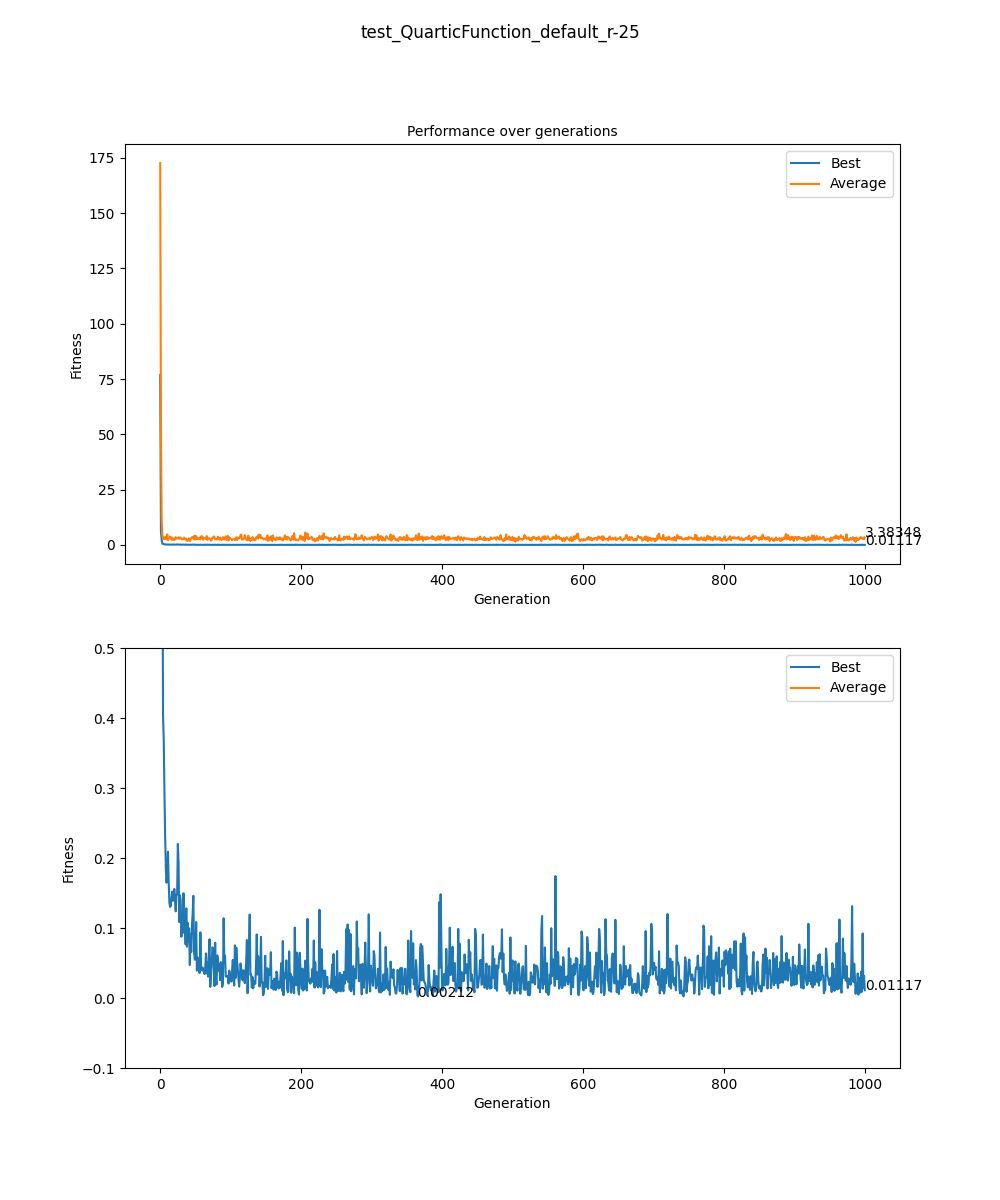 test_QuarticFunction_default_r-25
Performance over generations
175
150
125
100
75
50
25
0
Fitness
Best
Average
3.38348
0.01117
0 200 400 600 800 1000
Generation
0.5
0.4
0.3
0.2
0.1
0.0
−0.1
Fitness
Best
Average
0.00212
0.01117
0 200 400 600 800 1000
Generation